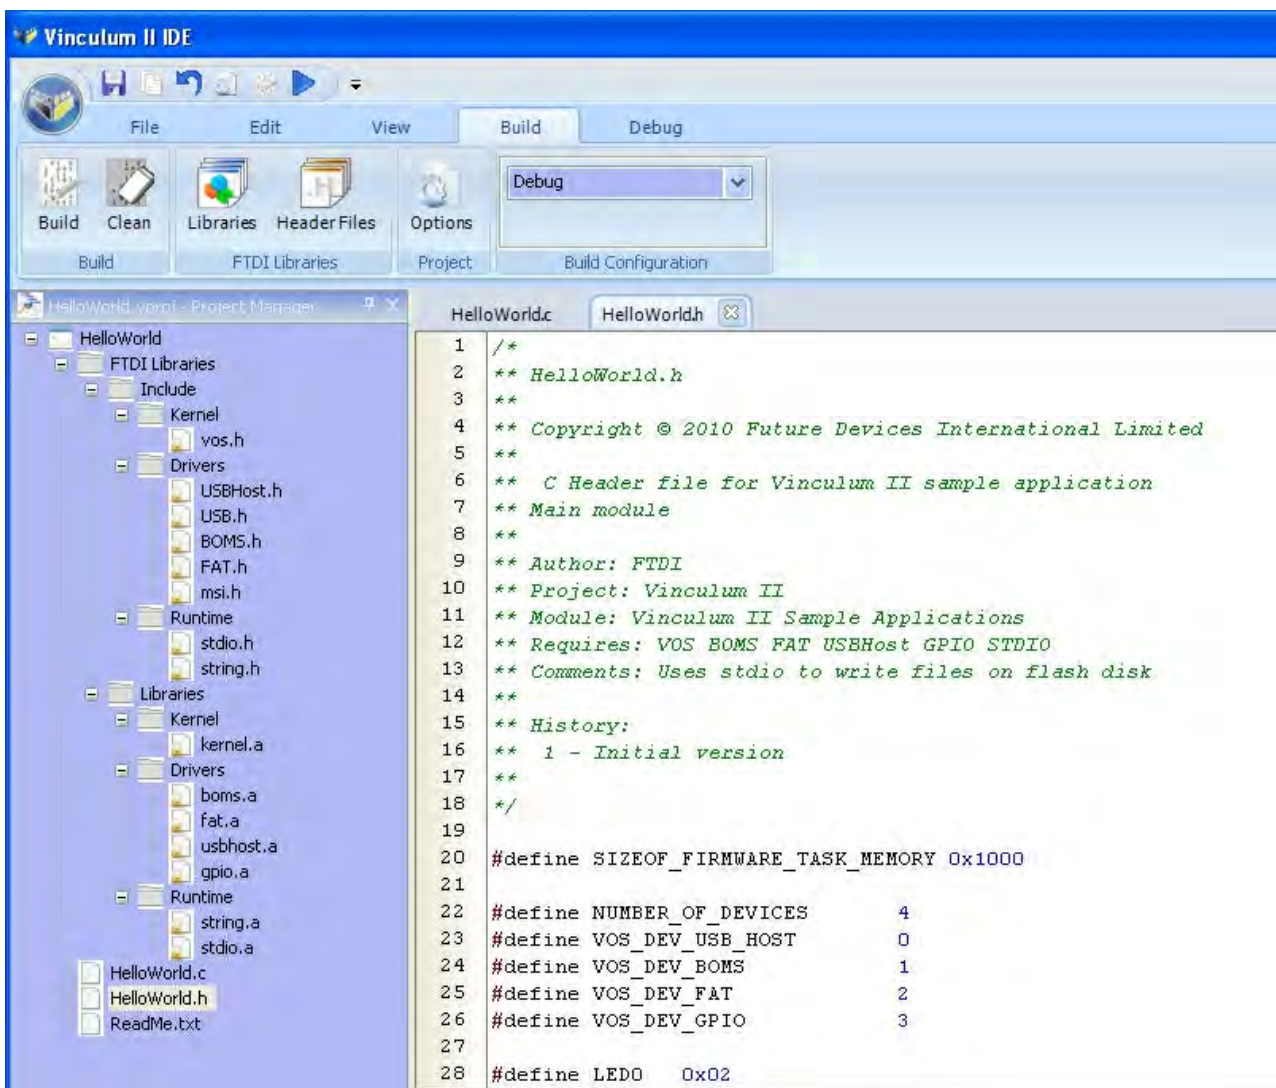 Vinculum II IDE
File Edit View Build Debug
Debug
Build Clean Libraries Header Files Options
Build FTDI Libraries Project Build Configuration
HelloWorld.vproj - Project Manager
HelloWorld
FTDI Libraries
Include
Kernel
vos.h
Drivers
USBHost.h
USB.h
BOMS.h
FAT.h
msi.h
Runtime
stdio.h
string.h
Libraries
Kernel
kernel.a
Drivers
boms.a
fat.a
usbhost.a
gpio.a
Runtime
string.a
stdio.a
HelloWorld.c
HelloWorld.h
ReadMe.txt
HelloWorld.c HelloWorld.h
1 /*
2 ** HelloWorld.h
3 **
4 ** Copyright © 2010 Future Devices International Limited
5 **
6 **  C Header file for Vinculum II sample application
7 ** Main module
8 **
9 ** Author: FTDI
10 ** Project: Vinculum II
11 ** Module: Vinculum II Sample Applications
12 ** Requires: VOS BOMS FAT USBHost GPIO STDIO
13 ** Comments: Uses stdio to write files on flash disk
14 **
15 ** History:
16 **  1 - Initial version
17 **
18 */
19
20 #define SIZEOF_FIRMWARE_TASK_MEMORY 0x1000
21
22 #define NUMBER_OF_DEVICES 4
23 #define VOS_DEV_USB_HOST 0
24 #define VOS_DEV_BOMS 1
25 #define VOS_DEV_FAT 2
26 #define VOS_DEV_GPIO 3
27
28 #define LED0 0x02